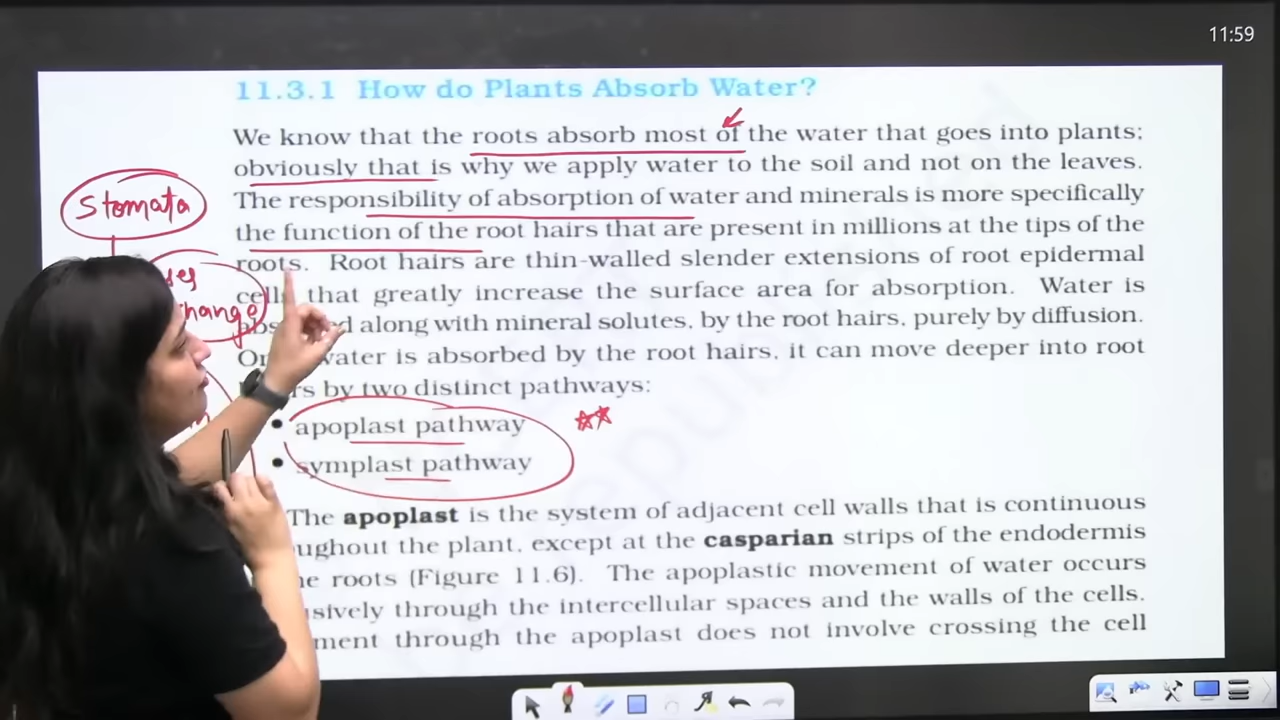 11:59
11.3.1 How do Plants Absorb Water?
We know that the roots absorb most of the water that goes into plants;
obviously that is why we apply water to the soil and not on the leaves.
The responsibility of absorption of water and minerals is more specifically
the function of the root hairs that are present in millions at the tips of the
roots. Root hairs are thin-walled slender extensions of root epidermal
cells that greatly increase the surface area for absorption. Water is
along with mineral solutes, by the root hairs, purely by diffusion.
water is absorbed by the root hairs, it can move deeper into root
by two distinct pathways:
• apoplast pathway
• symplast pathway
The apoplast is the system of adjacent cell walls that is continuous
ughout the plant, except at the casparian strips of the endodermis
roots (Figure 11.6). The apoplastic movement of water occurs
sively through the intercellular spaces and the walls of the cells.
ment through the apoplast does not involve crossing the cell
Stomata
hange